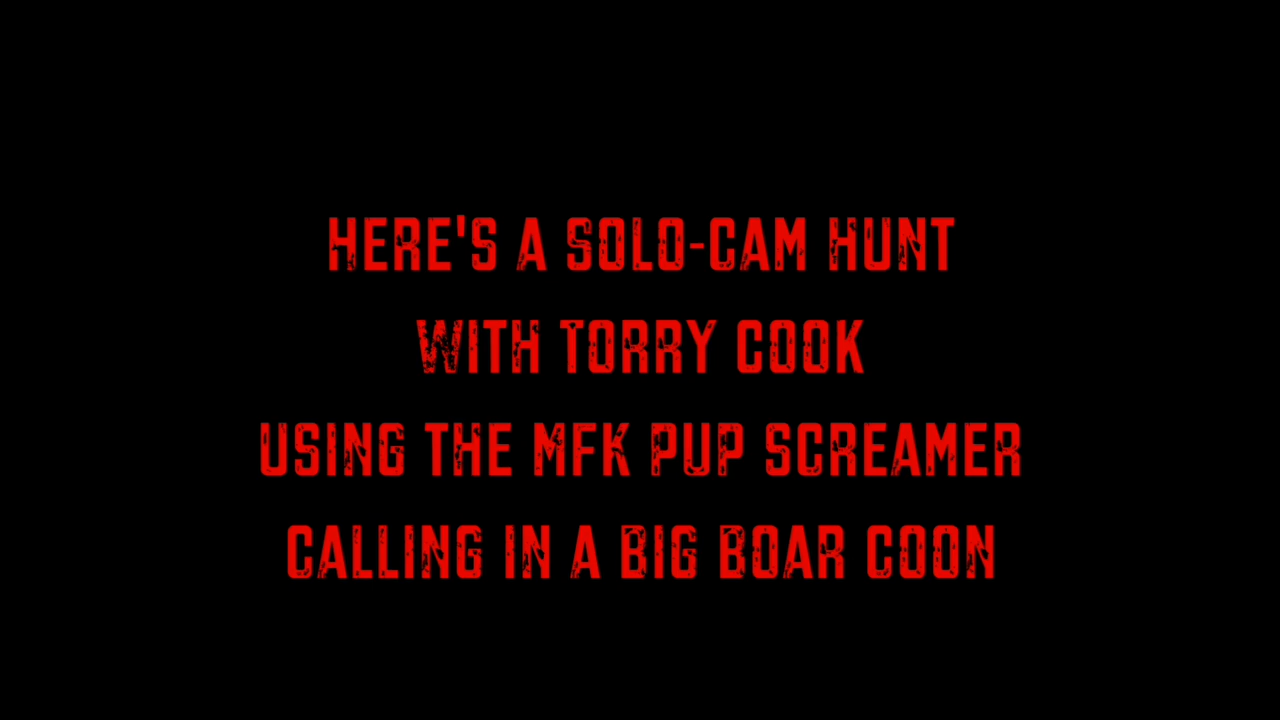 HERE'S A SOLO-CAM HUNT
WITH TORRY COOK
USING THE MFK PUP SCREAMER
CALLING IN A BIG BOAR COON